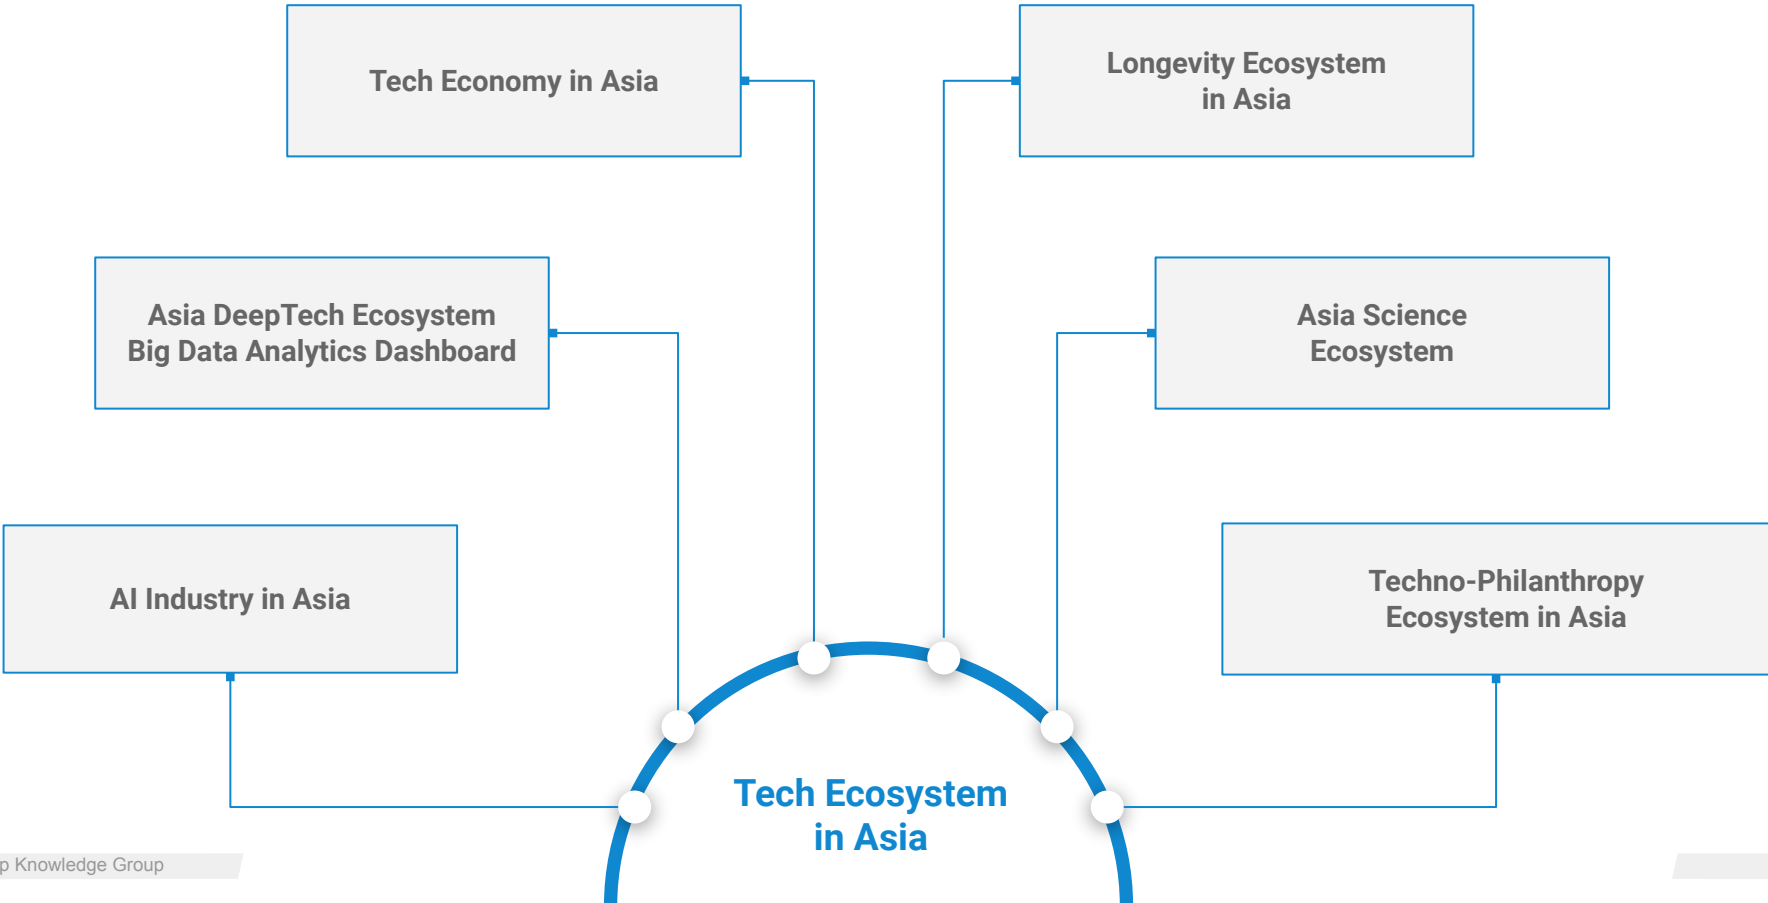 Tech Economy in Asia
Longevity Ecosystem
in Asia
Asia DeepTech Ecosystem
Big Data Analytics Dashboard
Asia Science
Ecosystem
AI Industry in Asia
Techno-Philanthropy
Ecosystem in Asia
Tech Ecosystem
in Asia
p Knowledge Group